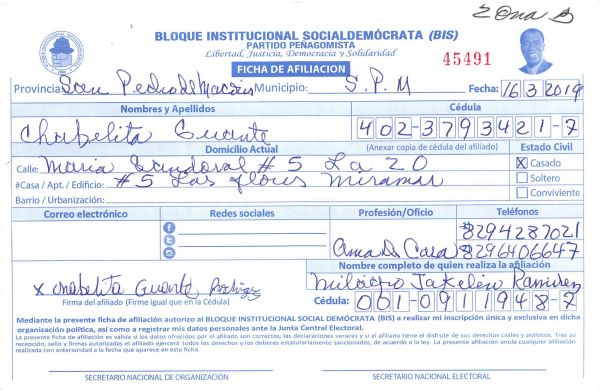 Zona B
BLOQUE INSTITUCIONAL SOCIALDEMÓCRATA (BIS)
PARTIDO PEÑAGOMISTA
Libertad, Justicia, Democracia y Solidaridad
45491
FICHA DE AFILIACION
Provincia: San Pedro de Macoris Municipio: S. P. M Fecha: 16 3 2019
Nombres y Apellidos Cédula
Chabelita Guante 402-3793421-7
Domicilio Actual (Anexar copia de cédula del afiliado) Estado Civil
Calle: Maria Sandoval #5 La 20 X Casado
#Casa / Apt. / Edificio: #5 Las flores Miramar Soltero
Barrio / Urbanización: Conviviente
Correo electrónico Redes sociales Profesión/Oficio Teléfonos
8294287021
Ama De Casa 8296406647
Nombre completo de quien realiza la afiliación
x chabelita Guante Milagro Jakelin Ramirez
Firma del afiliado (Firme igual que en la Cédula) Cédula: 001-0911948-2
Mediante la presente ficha de afiliación autorizo al BLOQUE INSTITUCIONAL SOCIAL DEMÓCRATA (BIS) a realizar mi inscripción única y exclusiva en dicha
organización política, así como a registrar mis datos personales ante la Junta Central Electoral.
La presente ficha de afiliación es válida si los datos ofrecidos por el afiliado son correctos, las declaraciones veraces y si el titular tiene el disfrute de sus derechos civiles y políticos. Tras su
recepción, sello y firmas autorizadas el afiliado ejercerá todos los derechos y los deberes estatutariamente sancionados, de acuerdo a la ley. La presente afiliación anula cualquier afiliación
realizada con anterioridad a la fecha que aparece en esta ficha.
SECRETARIO NACIONAL DE ORGANIZACIÓN SECRETARIO NACIONAL ELECTORAL